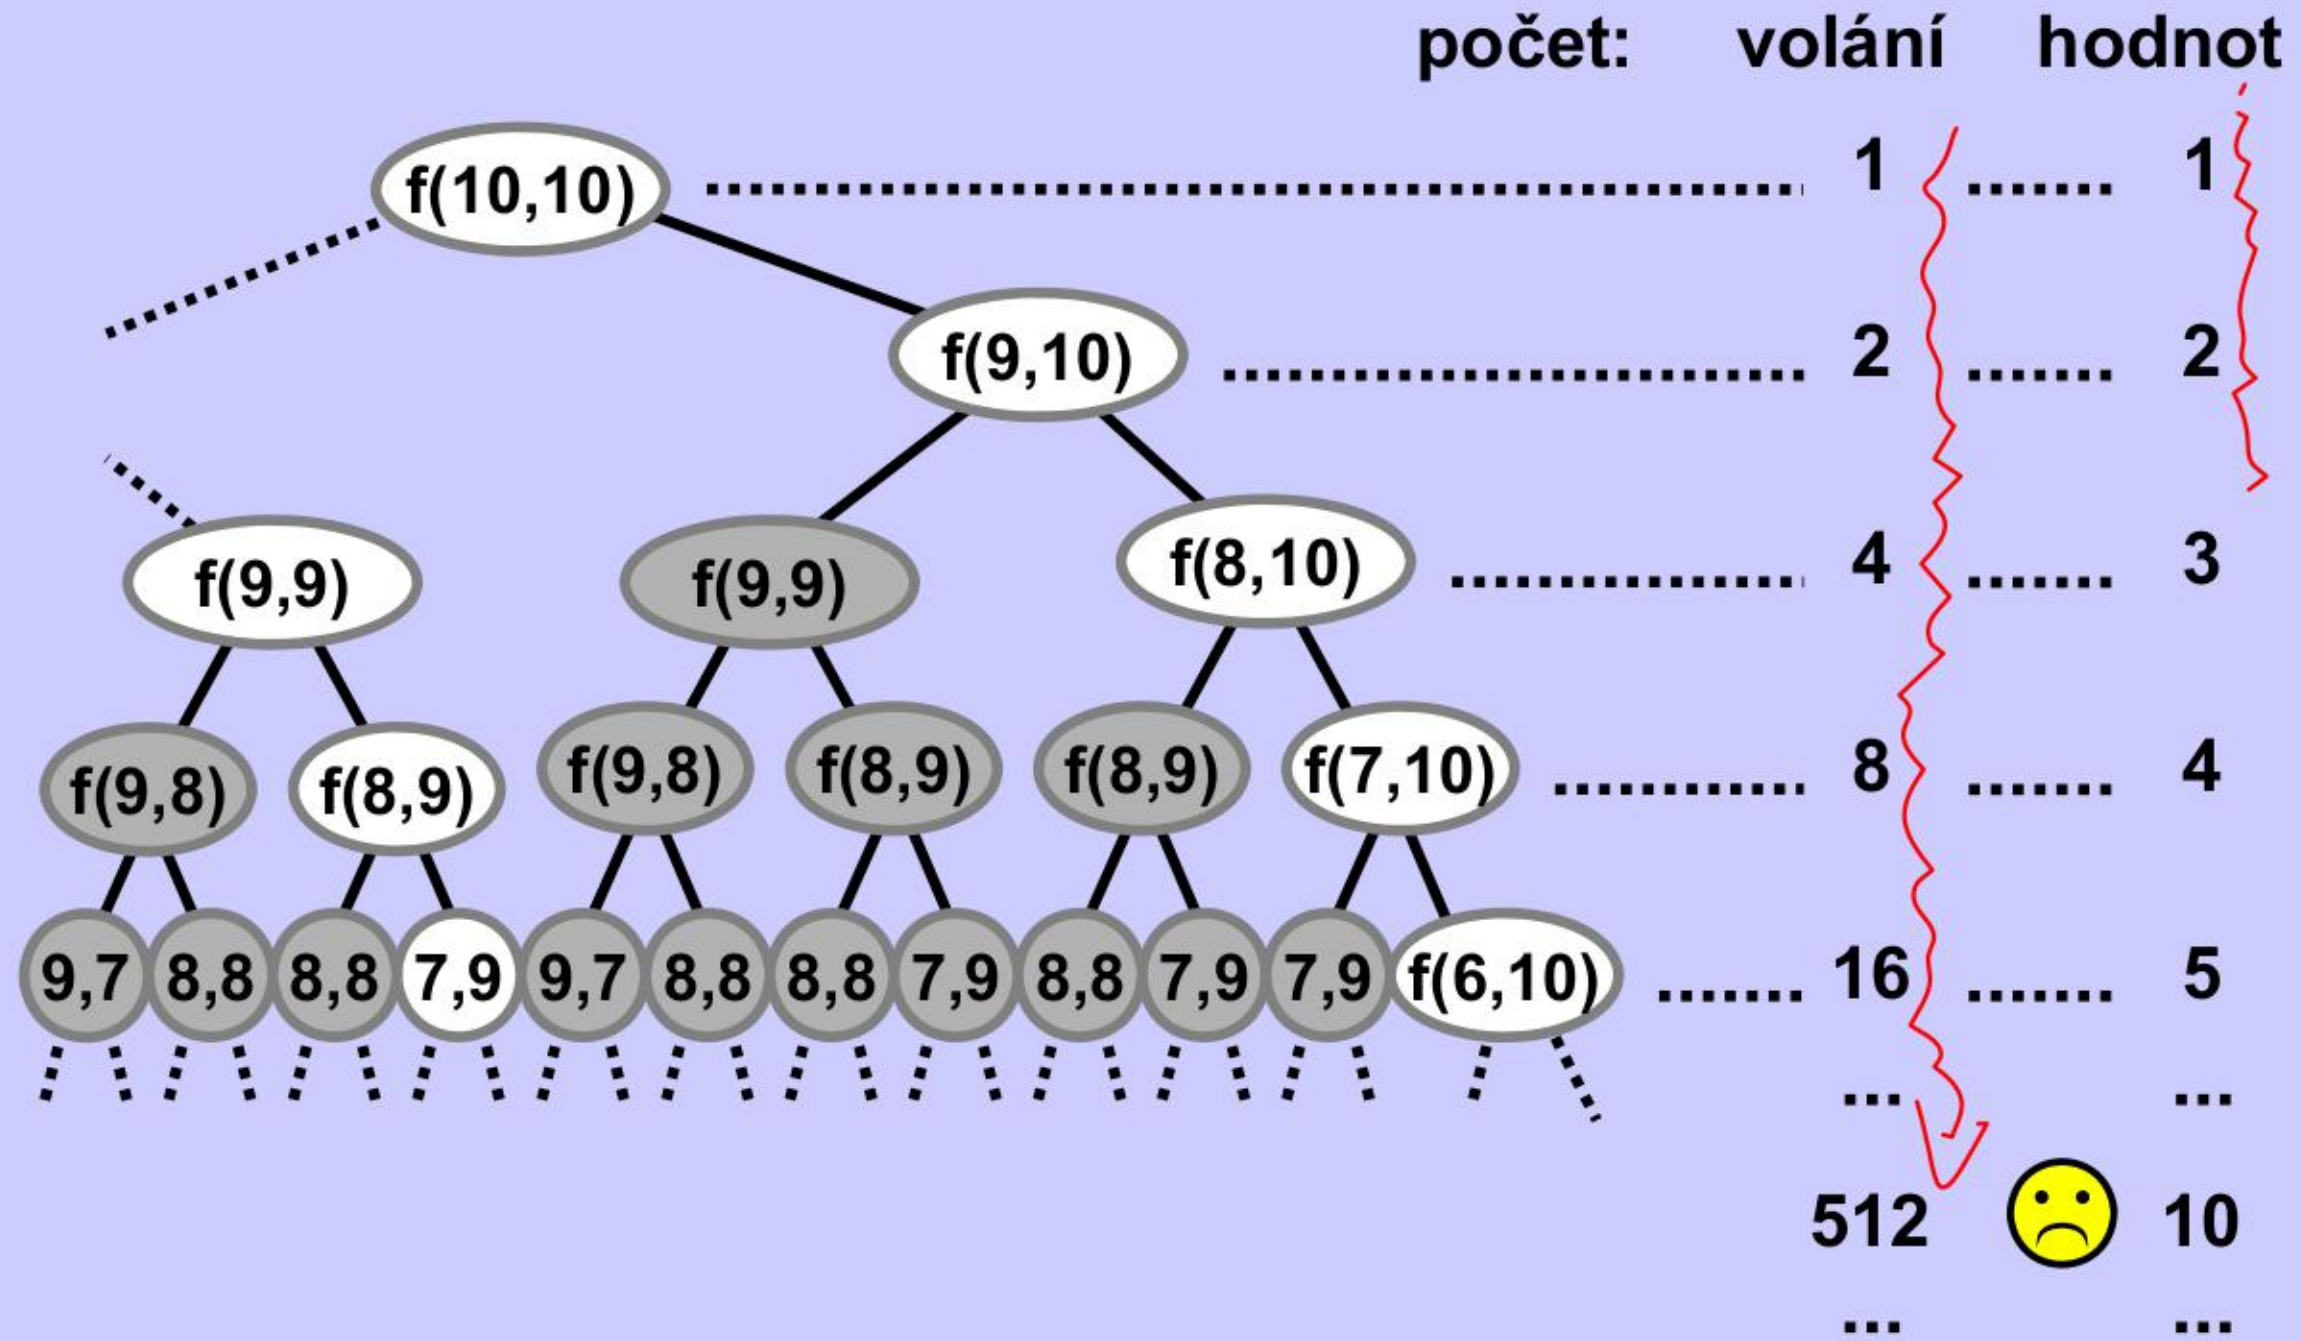 počet: volání hodnot
f(10,10) 1 1
f(9,10) 2 2
f(9,9) f(9,9) f(8,10) 4 3
f(9,8) f(8,9) f(9,8) f(8,9) f(8,9) f(7,10) 8 4
9,7 8,8 8,8 7,9 9,7 8,8 8,8 7,9 8,8 7,9 7,9 f(6,10) 16 5
... ...
512 10
... ...